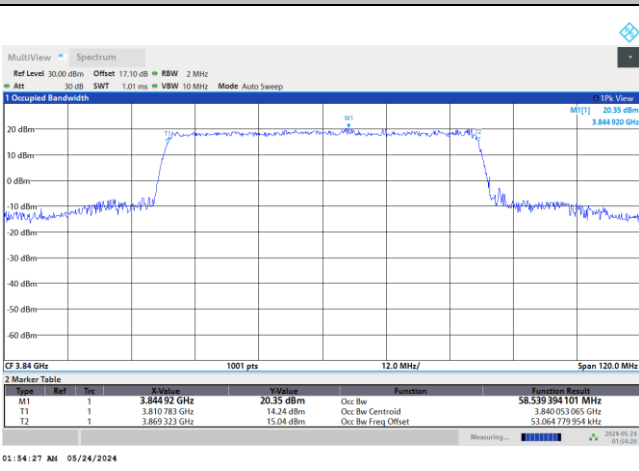 MultiView Spectrum
Ref Level 30.00 dBm Offset 17.10 dB RBW 2 MHz
Att 30 dB SWT 1.01 ms VBW 10 MHz Mode Auto Sweep
1 Occupied Bandwidth 1Pk View
M1[1] 20.35 dBm
3.844 920 GHz
M1
T1 T2
20 dBm
10 dBm
0 dBm
-10 dBm
-20 dBm
-30 dBm
-40 dBm
-50 dBm
-60 dBm
CF 3.84 GHz 1001 pts 12.0 MHz/ Span 120.0 MHz
2 Marker Table
Type Ref Trc X-Value Y-Value Function Function Result
M1 1 3.844 92 GHz 20.35 dBm Occ Bw 58.539 394 101 MHz
T1 1 3.810 783 GHz 14.24 dBm Occ Bw Centroid 3.840 053 065 GHz
T2 1 3.869 323 GHz 15.04 dBm Occ Bw Freq Offset 53.064 779 954 kHz
Measuring... 2024-05-24
01:54:26
01:54:27 AM 05/24/2024